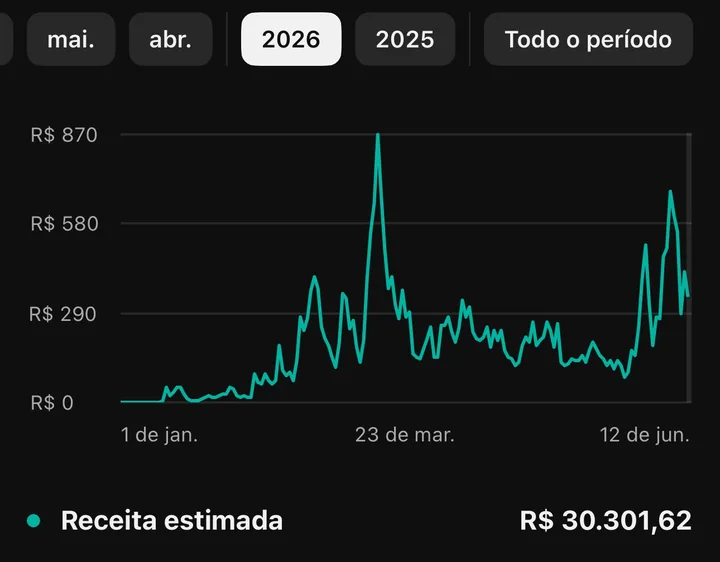 mai. abr. 2026 2025 Todo o período
R$ 870
R$ 580
R$ 290
R$ 0
1 de jan. 23 de mar. 12 de jun.
Receita estimada R$ 30.301,62